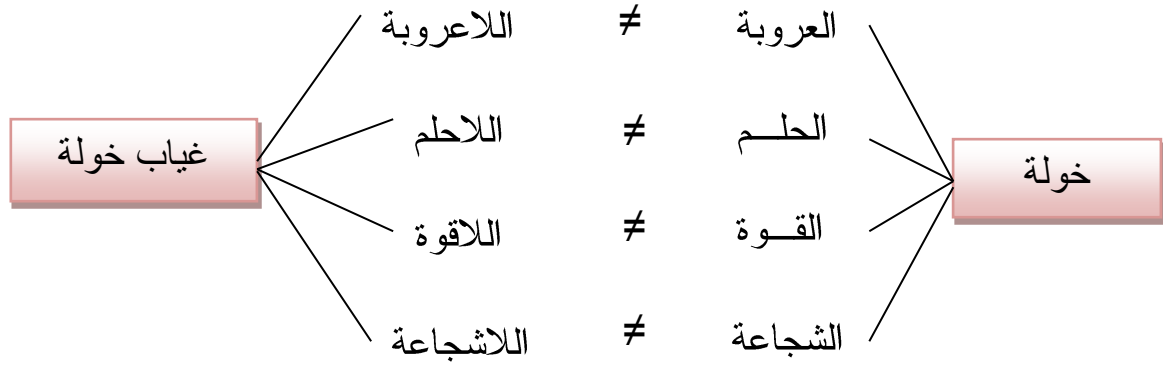 العروبة ≠ اللاعروبة
الحلـــم ≠ اللاحلم
خولة
غياب خولة
القـــوة ≠ اللاقوة
الشجاعة ≠ اللاشجاعة